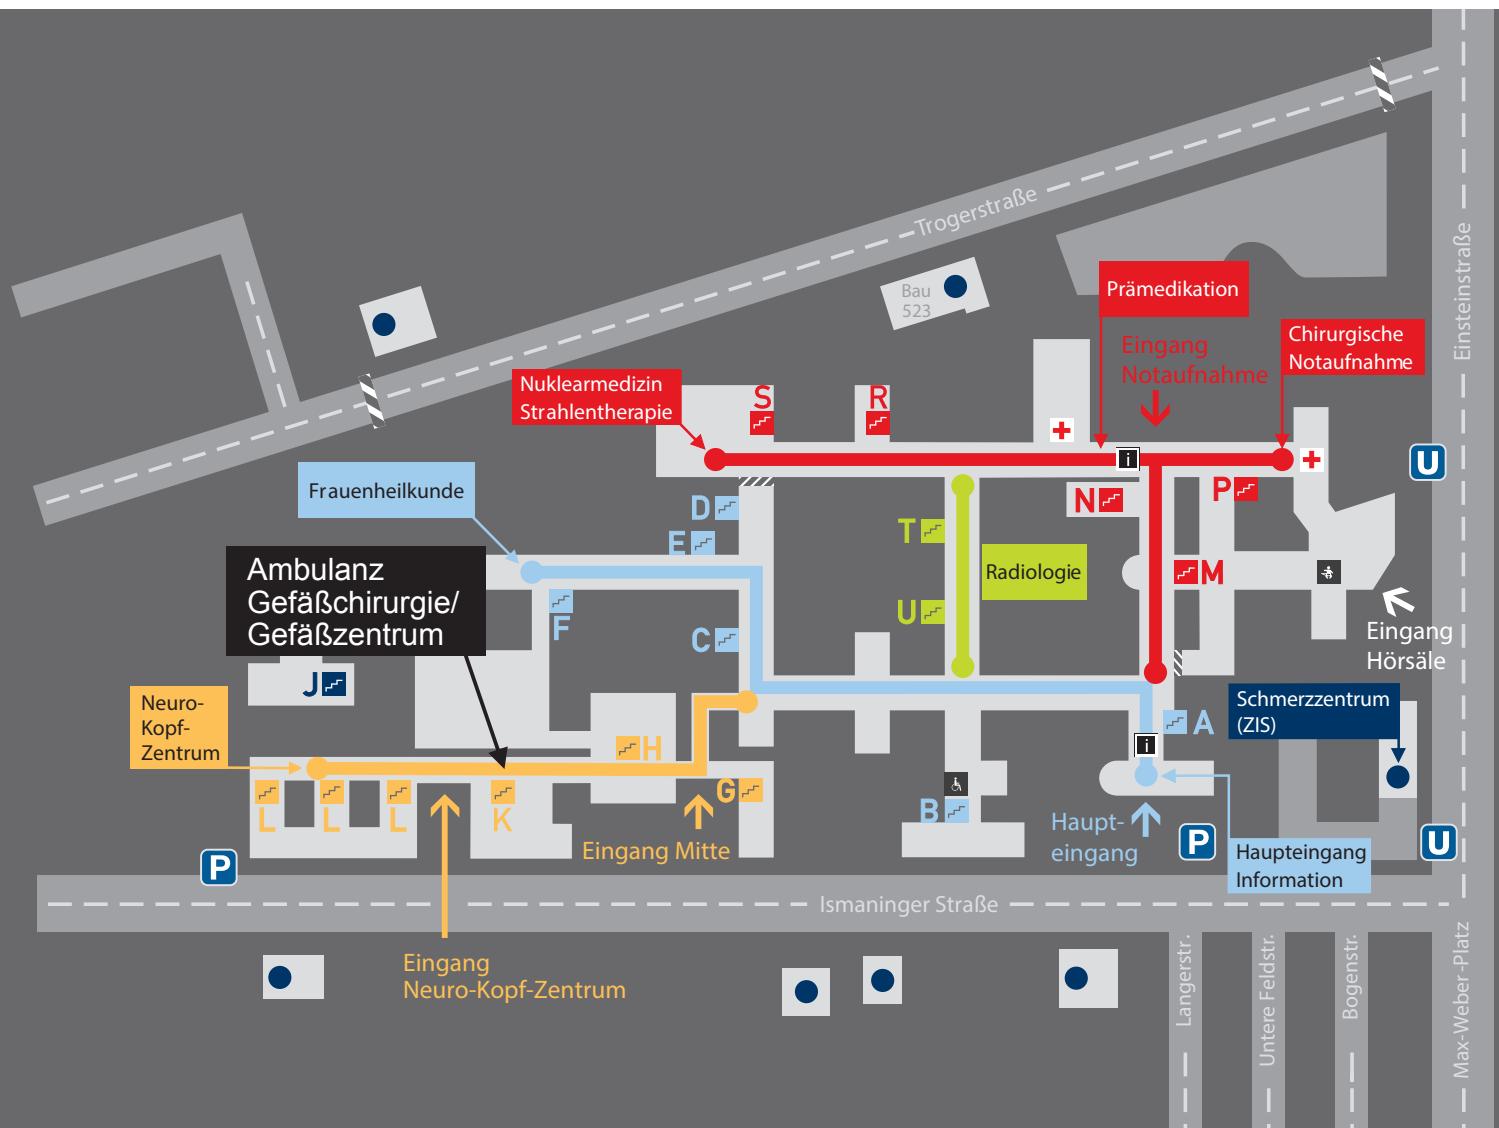 Trogerstraße
Einsteinstraße
Bau
523
Prämedikation
Chirurgische
Notaufnahme
Eingang
Notaufnahme
Nuklearmedizin
Strahlentherapie
S
R
i
U
Frauenheilkunde
D
N
P
T
E
Radiologie
M
Ambulanz
Gefäßchirurgie/
Gefäßzentrum
F
U
C
Eingang
Hörsäle
J
Neuro-
Kopf-
Zentrum
Schmerzzentrum
(ZIS)
A
H
i
G
L
L
L
K
B
Haupt-
eingang
P
U
Eingang Mitte
Haupteingang
Information
P
Ismaninger Straße
Eingang
Neuro-Kopf-Zentrum
Langerstr.
Untere Feldstr.
Bogenstr.
Max-Weber-Platz